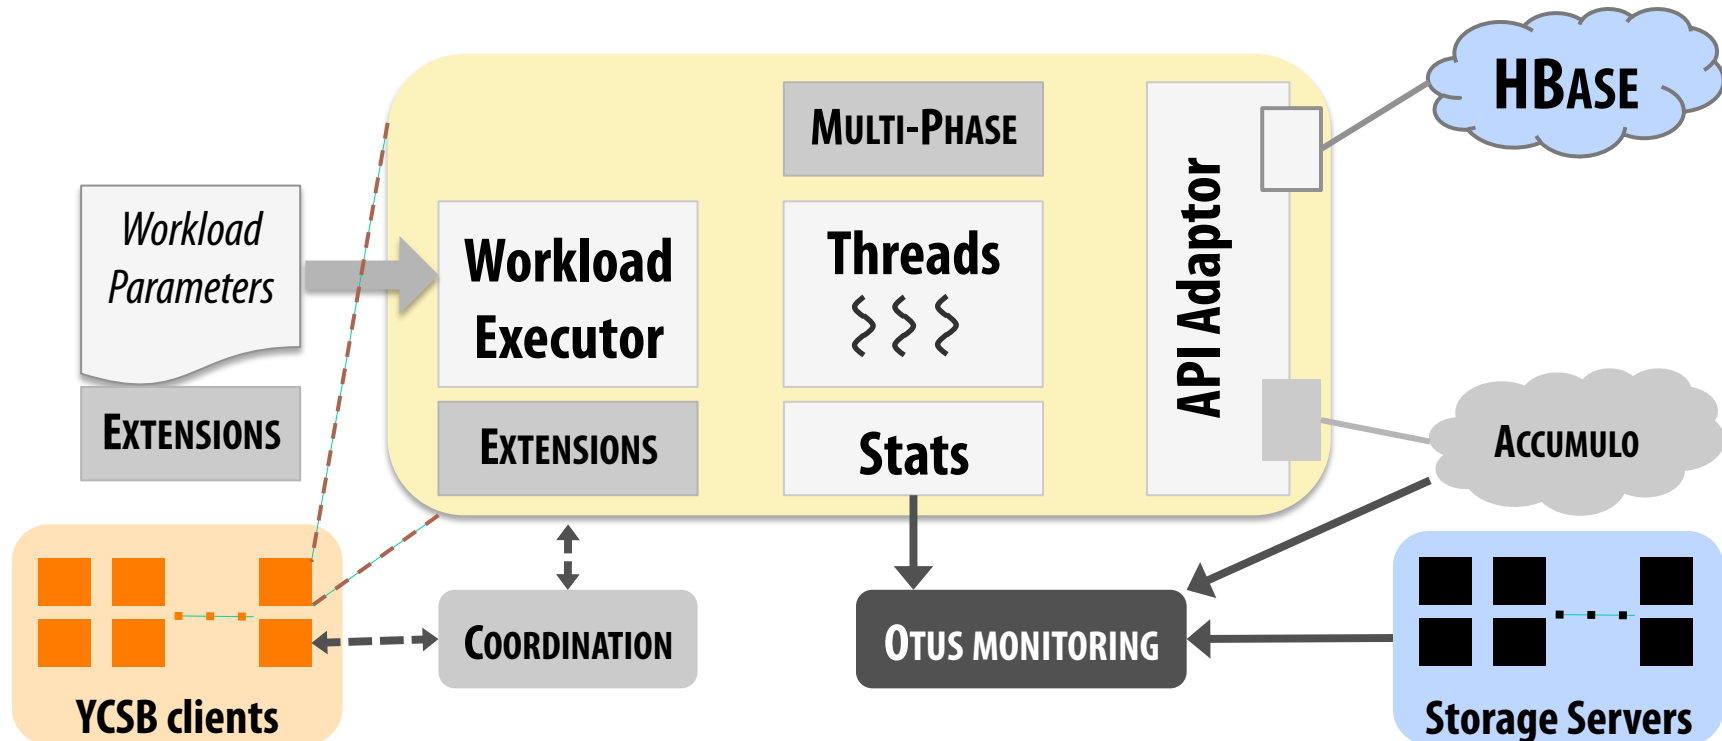 HBASE
MULTI-PHASE
Workload
Parameters
Workload
Executor
Threads
API Adaptor
EXTENSIONS
EXTENSIONS
Stats
ACCUMULO
COORDINATION
OTUS MONITORING
YCSB clients
Storage Servers